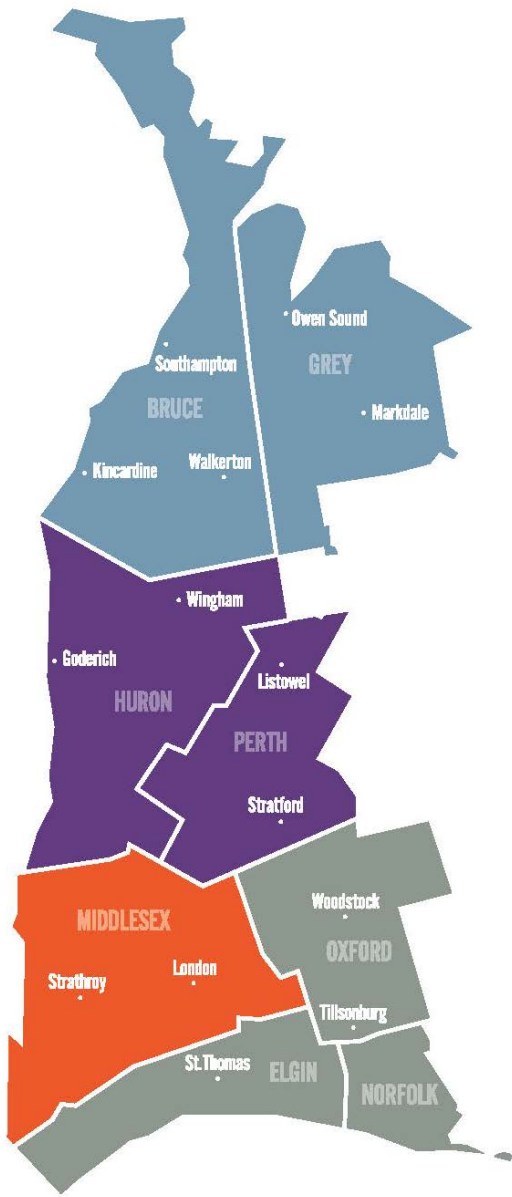 Owen Sound
Southampton
GREY
BRUCE
Markdale
Kincardine
Walkerton
Wingham
Goderich
Listowel
HURON
PERTH
Stratford
Woodstock
MIDDLESEX
OXFORD
London
Strathroy
Tillsonburg
St. Thomas
ELGIN
NORFOLK